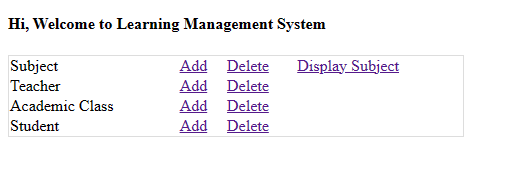 Hi, Welcome to Learning Management System
Subject Add Delete Display Subject
Teacher Add Delete
Academic Class Add Delete
Student Add Delete